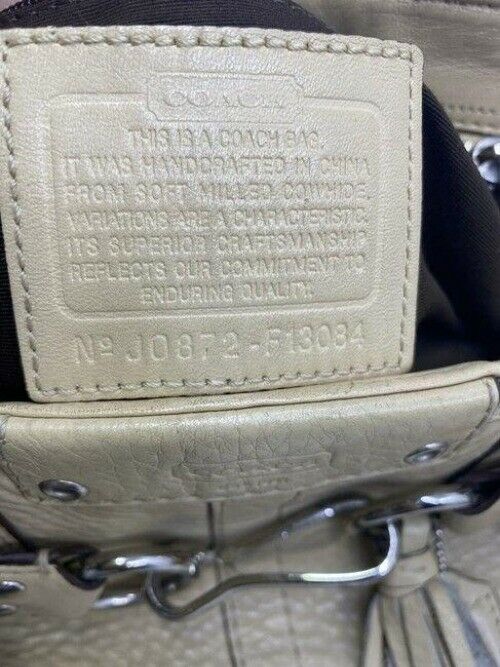 COACH
THIS IS A COACH BAG.
IT WAS HANDCRAFTED IN CHINA
FROM SOFT MILLED COWHIDE.
VARIATIONS ARE A CHARACTERISTIC.
ITS SUPERIOR CRAFTSMANSHIP
REFLECTS OUR COMMITMENT TO
ENDURING QUALITY.
Nº J0872-F13084